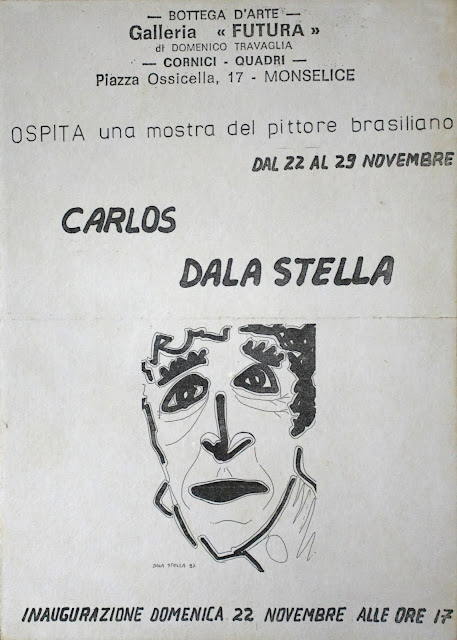 — BOTTEGA D'ARTE —
Galleria « FUTURA »
di DOMENICO TRAVAGLIA
— CORNICI - QUADRI —
Piazza Ossicella, 17 - MONSELICE
OSPITA una mostra del pittore brasiliano
DAL 22 AL 29 NOVEMBRE
CARLOS
DALA STELLA
DALA STELLA 87
INAUGURAZIONE DOMENICA 22 NOVEMBRE ALLE ORE 17